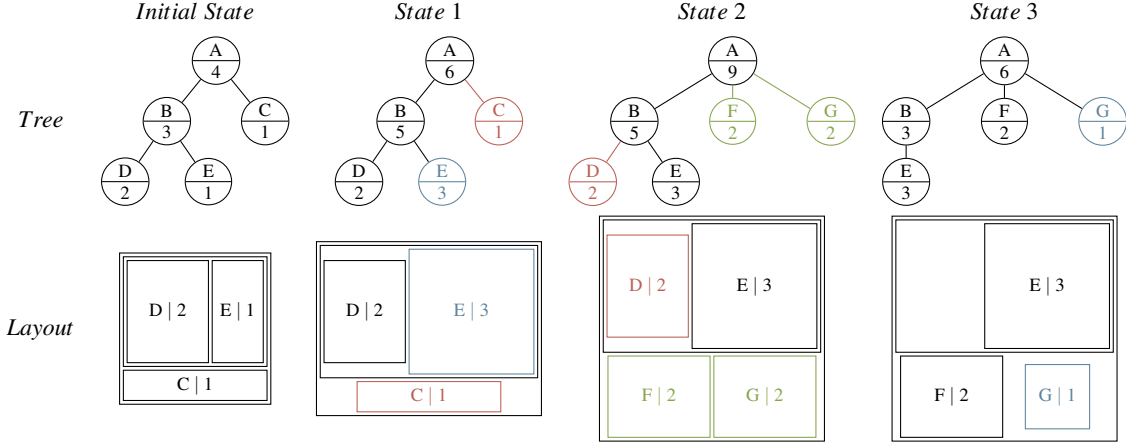 Initial State State 1 State 2 State 3
A A A A
4 6 9 6
Tree
B C B C B F G B F G
3 1 5 1 5 2 2 3 2 1
D E D E D E E
2 1 2 3 2 3 3
Layout
D | 2 E | 1 D | 2 E | 3 D | 2 E | 3 E | 3
C | 1 C | 1 F | 2 G | 2 F | 2 G | 1